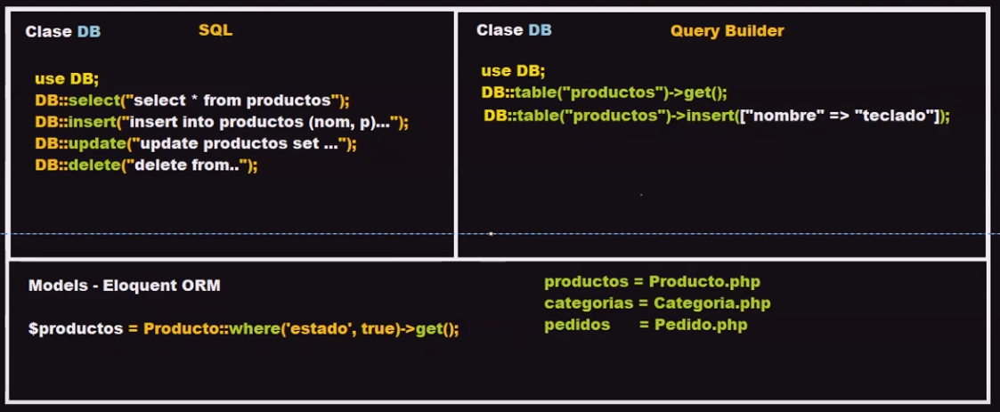 Clase DB SQL
use DB;
DB::select("select * from productos");
DB::insert("insert into productos (nom, p)...");
DB::update("update productos set ...");
DB::delete("delete from..");
Clase DB Query Builder
use DB;
DB::table("productos")->get();
DB::table("productos")->insert(["nombre" => "teclado"]);
Models - Eloquent ORM
$productos = Producto::where('estado', true)->get();
productos = Producto.php
categorias = Categoria.php
pedidos = Pedido.php